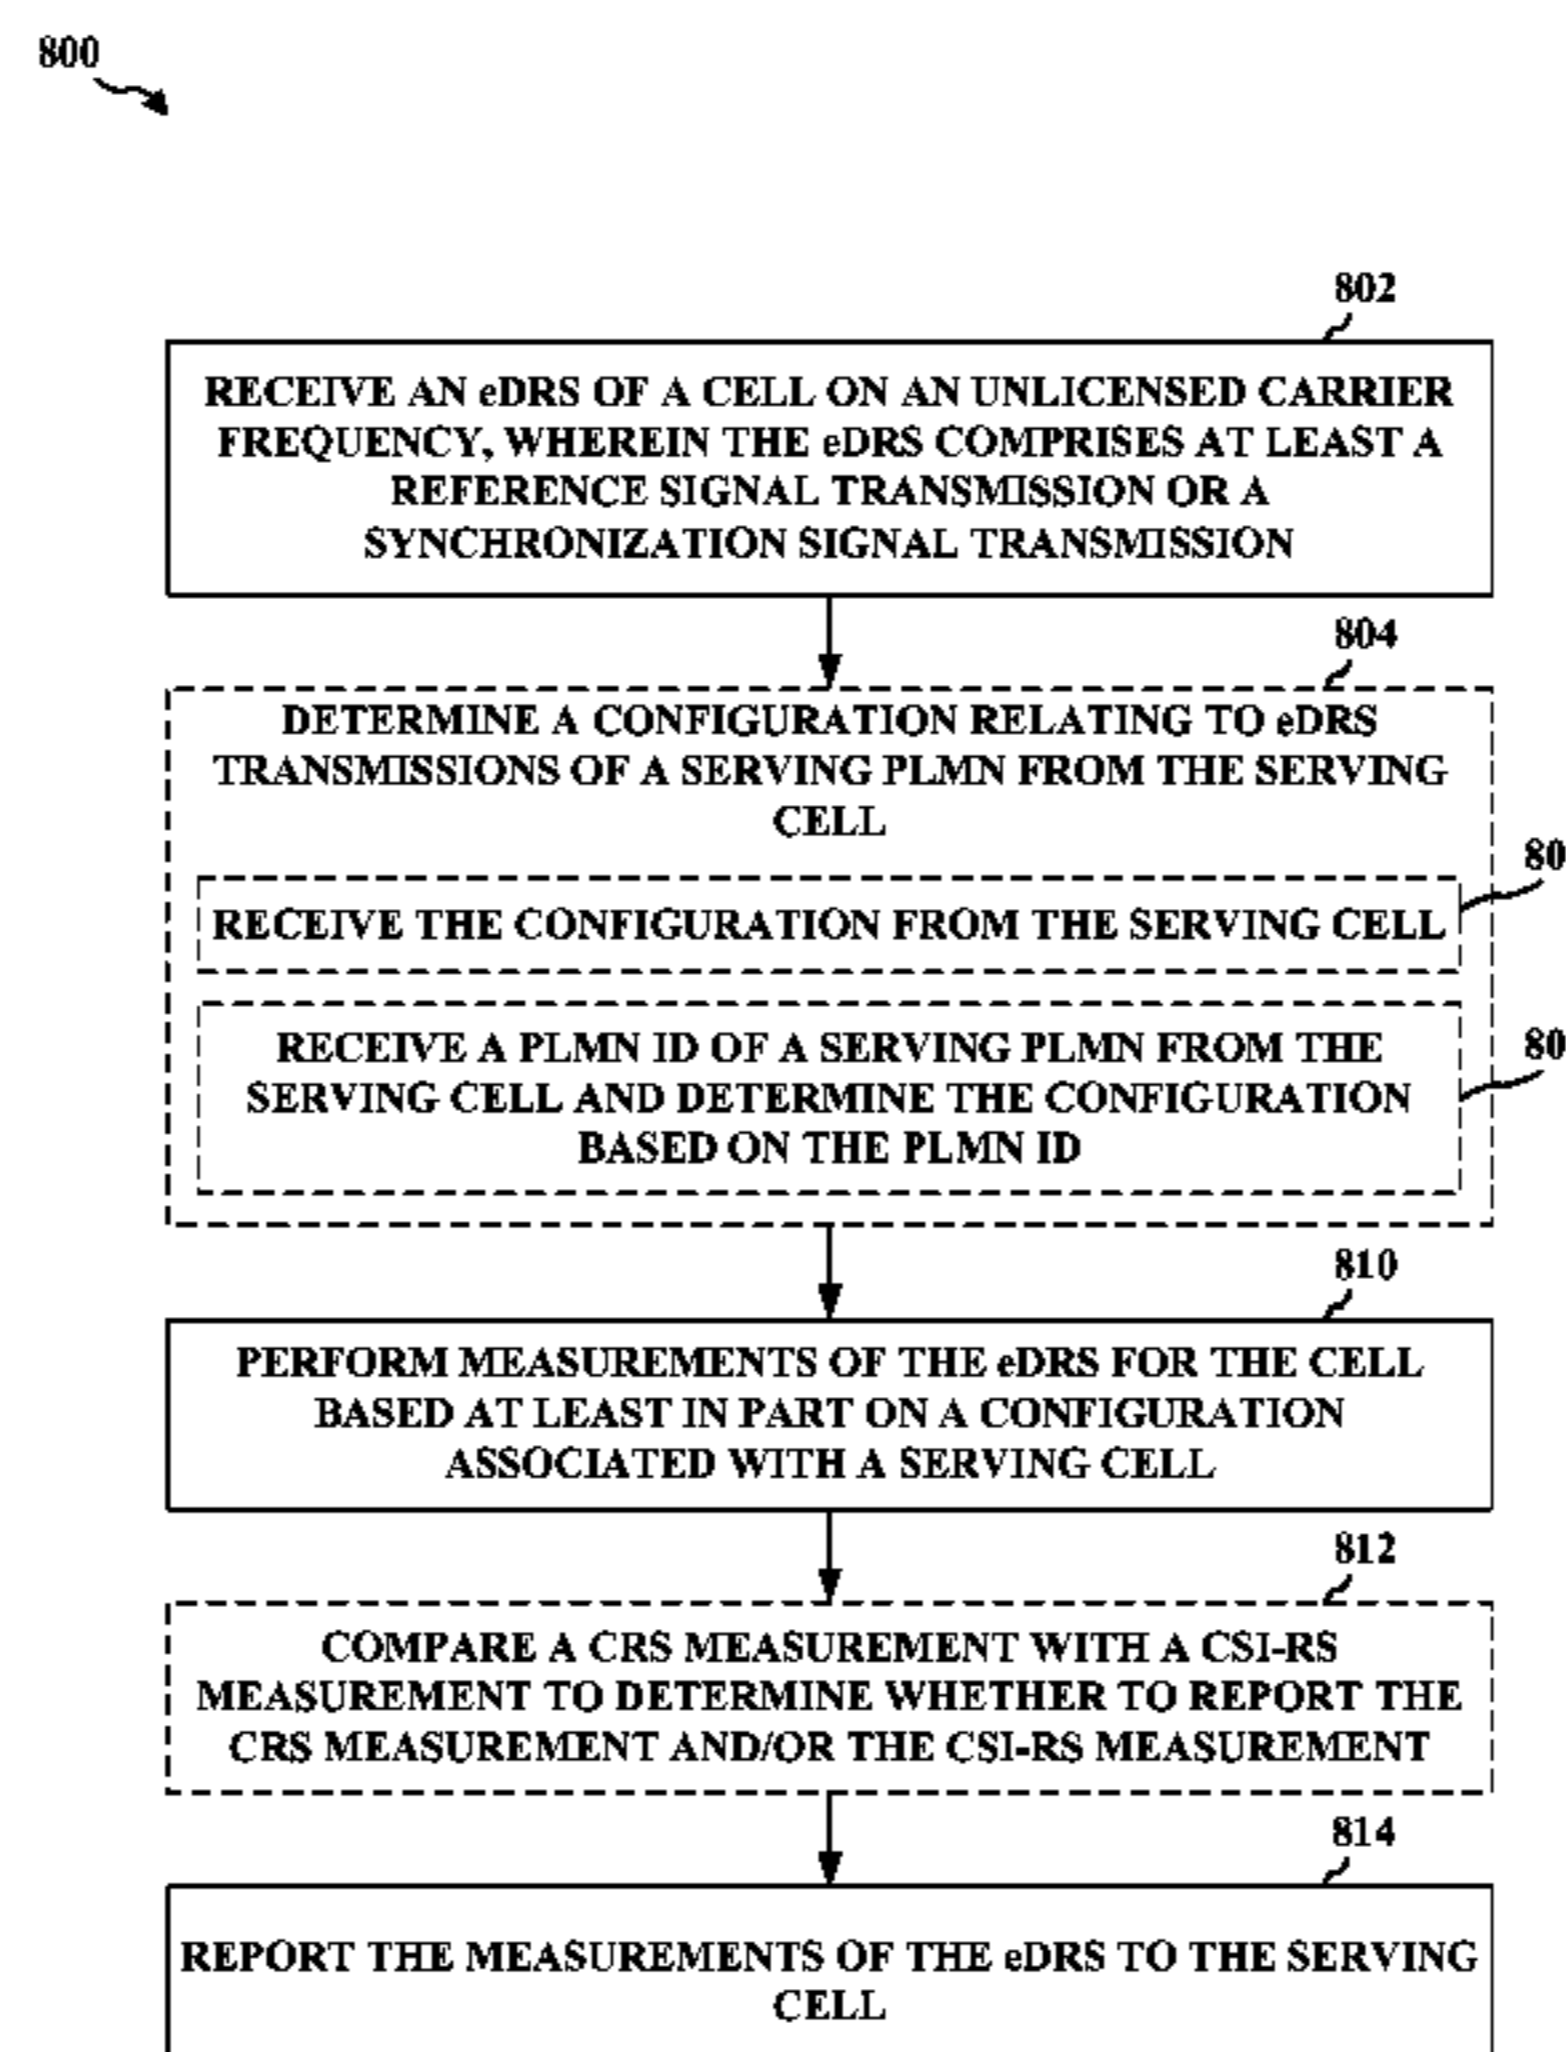 800
802
RECEIVE AN eDRS OF A CELL ON AN UNLICENSED CARRIER
FREQUENCY, WHEREIN THE eDRS COMPRISES AT LEAST A
REFERENCE SIGNAL TRANSMISSION OR A
SYNCHRONIZATION SIGNAL TRANSMISSION
804
DETERMINE A CONFIGURATION RELATING TO eDRS
TRANSMISSIONS OF A SERVING PLMN FROM THE SERVING
CELL
80
RECEIVE THE CONFIGURATION FROM THE SERVING CELL
80
RECEIVE A PLMN ID OF A SERVING PLMN FROM THE
SERVING CELL AND DETERMINE THE CONFIGURATION
BASED ON THE PLMN ID
810
PERFORM MEASUREMENTS OF THE eDRS FOR THE CELL
BASED AT LEAST IN PART ON A CONFIGURATION
ASSOCIATED WITH A SERVING CELL
812
COMPARE A CRS MEASUREMENT WITH A CSI-RS
MEASUREMENT TO DETERMINE WHETHER TO REPORT THE
CRS MEASUREMENT AND/OR THE CSI-RS MEASUREMENT
814
REPORT THE MEASUREMENTS OF THE eDRS TO THE SERVING
CELL